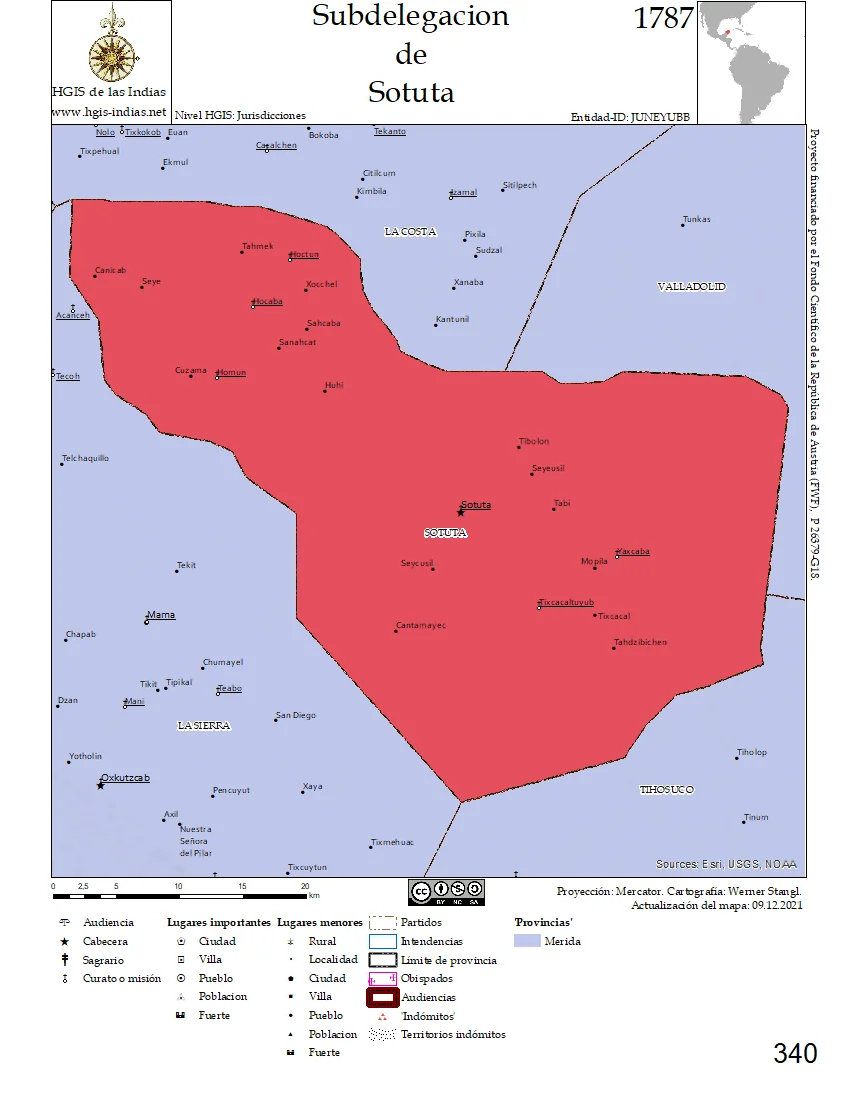 Subdelegacion
de
Sotuta
1787
HGIS de las Indias
www.hgis-indias.net
Nivel HGIS: Jurisdicciones
Entidad-ID: JUNEYUBB
Nolo
Tixkokob
Euan
Cacalchen
Bokoba
Tekanto
Tixpehual
Ekmul
Citilcum
Kimbila
Izamal
Sitilpech
LA COSTA
Pixila
Sudzal
Tunkas
Tahmek
Hoctun
Canicab
Seye
Xocchel
Xanaba
VALLADOLID
Hocaba
Acanceh
Sahcaba
Kantunil
Sanahcat
Tecoh
Cuzama
Homun
Huhi
Tibolon
Telchaquillo
Seyeusil
Sotuta
Tabi
SOTUTA
Yaxcaba
Tekit
Seycusil
Mopila
Tixcacaltuyub
Mama
Tixcacal
Chapab
Cantamayec
Tahdzibichen
Chumayel
Tikit
Tipikal
Teabo
Dzan
Mani
San Diego
LA SIERRA
Yotholin
Tiholop
Oxkutzcab
Pencuyut
Xaya
TIHOSUCO
Axil
Nuestra
Señora
del Pilar
Tinum
Tixmehuac
Tixcuytun
Sources: Esri, USGS, NOAA
Proyecto financiado por el Fondo Científico de la República de Austria (FWF), P 26379-G18.
0 2,5 5 10 15 20
km
CC BY NC SA
Proyección: Mercator. Cartografía: Werner Stangl.
Actualización del mapa: 09.12.2021
Audiencia
Cabecera
Sagrario
Curato o misión
Lugares importantes
Ciudad
Villa
Pueblo
Poblacion
Fuerte
Lugares menores
Rural
Localidad
Ciudad
Villa
Pueblo
Poblacion
Fuerte
Partidos
Intendencias
Límite de provincia
Obispados
Audiencias
'Indómitos'
Territorios indómitos
'Provincias'
Merida
340